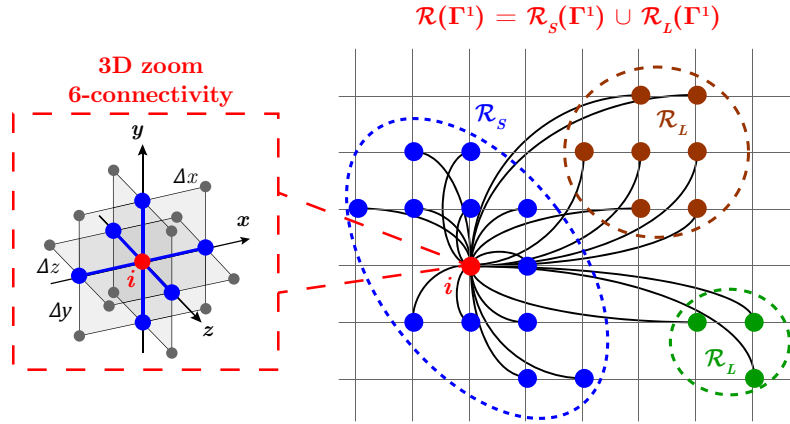 ℛ(Γ¹) = ℛ_S(Γ¹) ∪ ℛ_L(Γ¹)
3D zoom
6-connectivity
y
Δx
x
Δz
i
Δy
z
ℛ_S
ℛ_L
i
ℛ_L